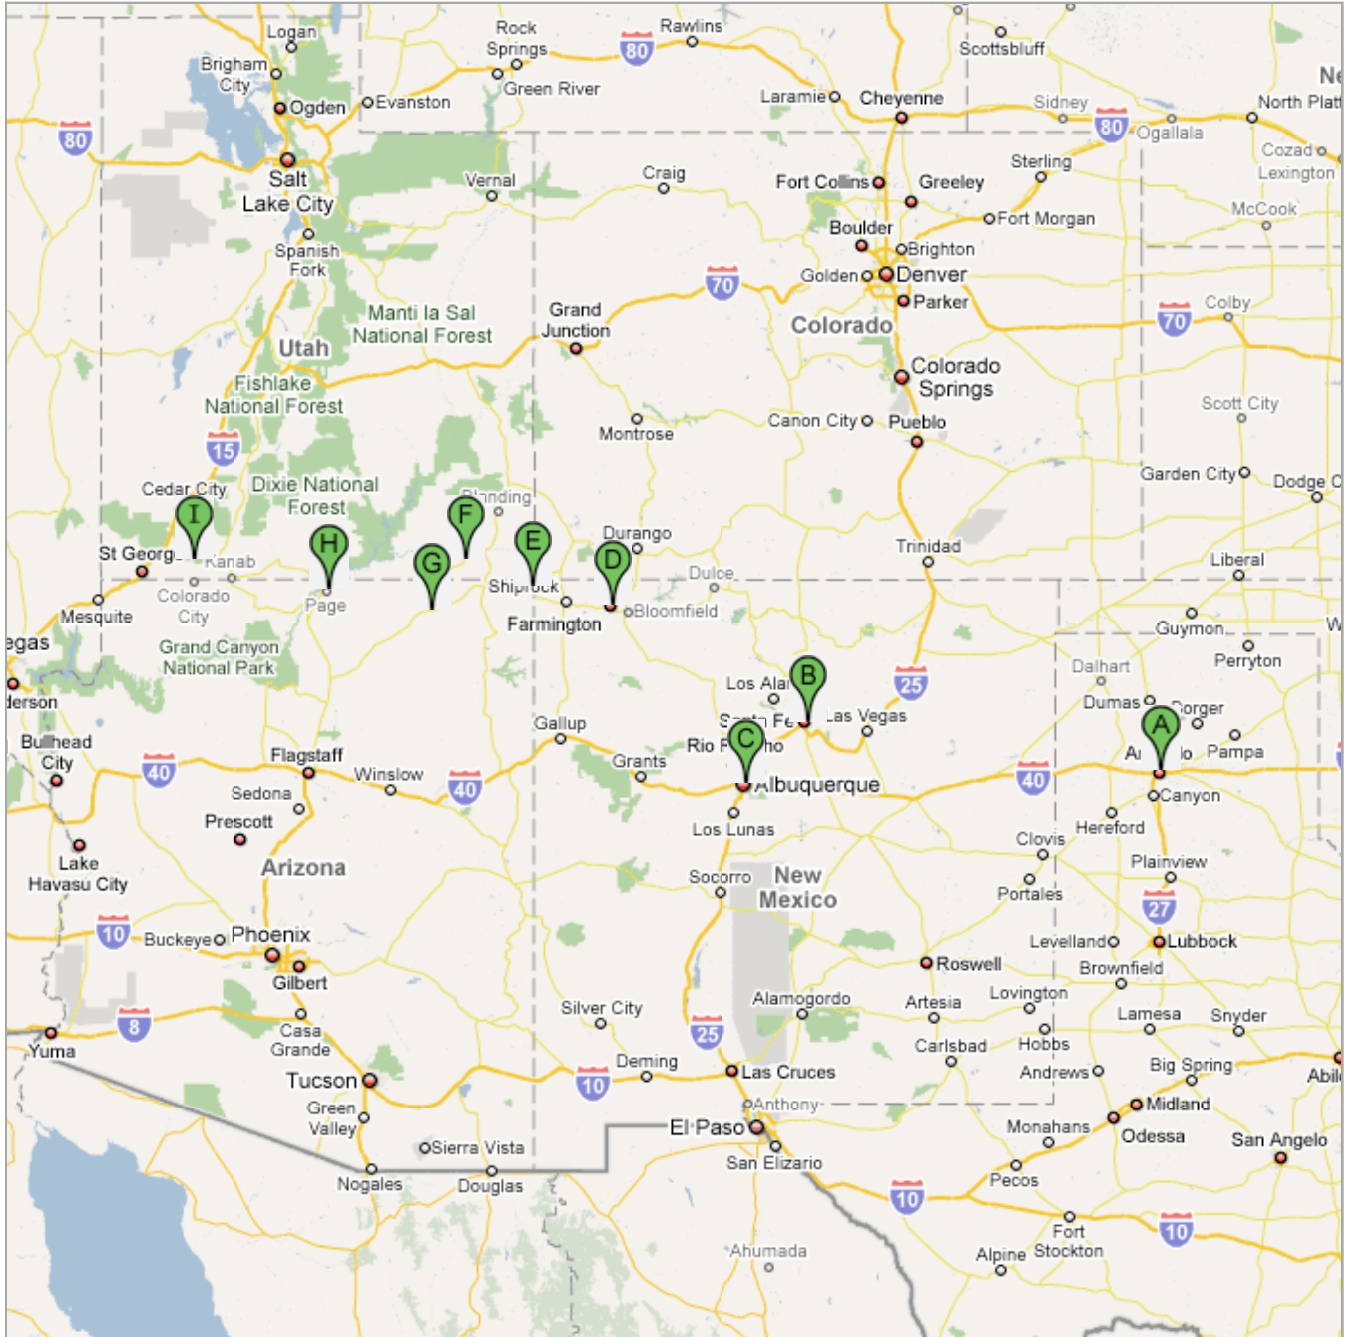 Logan
Rock
Springs
Rawlins
80
Scottsbluff
Brigham
City
Green River
Ogden
Evanston
Laramie
Cheyenne
Sidney
North Platt
80
80
Ogallala
Cozad
Lexington
Salt
Lake City
Vernal
Craig
Fort Collins
Greeley
Sterling
McCook
Spanish
Fork
Boulder
Fort Morgan
Brighton
Golden
Denver
70
Parker
Colby
70
Manti la Sal
National Forest
Grand
Junction
Colorado
Utah
Fishlake
National Forest
Colorado
Springs
Montrose
Canon City
Pueblo
Scott City
15
Garden City
Dodge C
Cedar City
Dixie National
Forest
I
H
F
G
E
D
Durango
Trinidad
Liberal
St Georg
Kanab
Shiprock
Dulce
Mesquite
Colorado
City
Page
Farmington
Bloomfield
Guymon
Perryton
egas
Grand Canyon
National Park
derson
Dalhart
Los Ala
B
25
Dumas
Las Vegas
Gallup
C
A
Pampa
Bullhead
City
Flagstaff
40
Winslow
40
Grants
Albuquerque
40
Canyon
Sedona
Prescott
Los Lunas
Hereford
Clovis
Lake
Havasu City
Arizona
Socorro
New
Mexico
Portales
Plainview
27
10
Buckeye
Phoenix
Gilbert
Levelland
Lubbock
Roswell
Brownfield
8
Yuma
Casa
Grande
Silver City
Alamogordo
Artesia
Lovington
Lamesa
Snyder
25
Hobbs
Carlsbad
Tucson
10
Deming
Las Cruces
Andrews
Big Spring
Abil
Green
Valley
Anthony
El Paso
Midland
Odessa
Monahans
San Angelo
Sierra Vista
San Elizario
Nogales
Douglas
Pecos
10
Fort
Stockton
10
Ahumada
Alpine